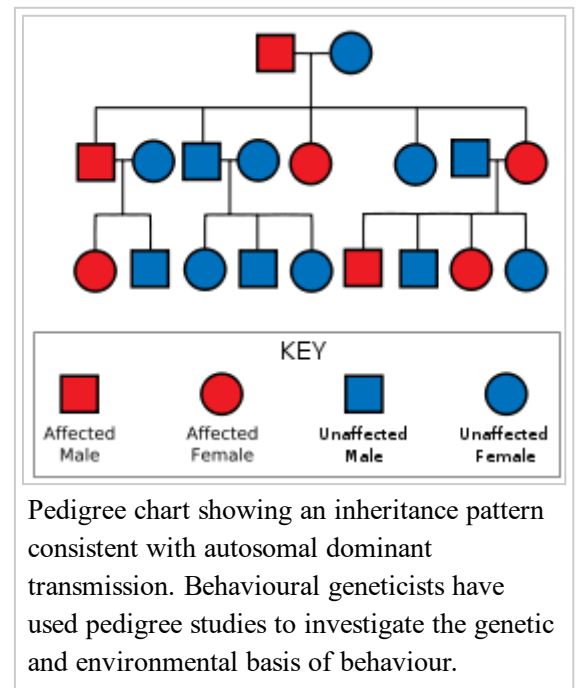 KEY
Affected Male
Affected Female
Unaffected Male
Unaffected Female
Pedigree chart showing an inheritance pattern
consistent with autosomal dominant
transmission. Behavioural geneticists have
used pedigree studies to investigate the genetic
and environmental basis of behaviour.